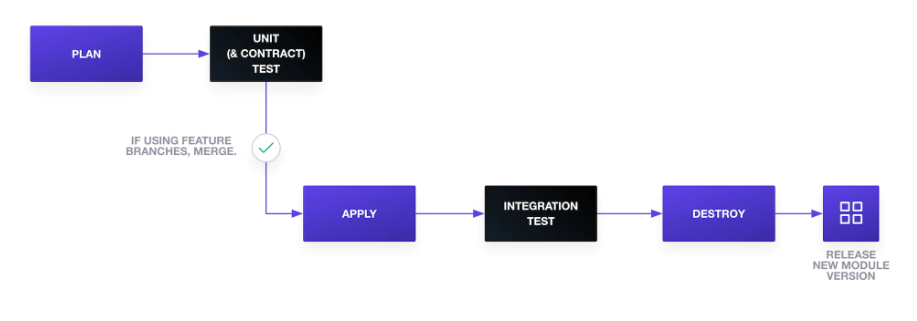 PLAN
UNIT
(& CONTRACT)
TEST
IF USING FEATURE
BRANCHES, MERGE.
APPLY
INTEGRATION
TEST
DESTROY
RELEASE
NEW MODULE
VERSION